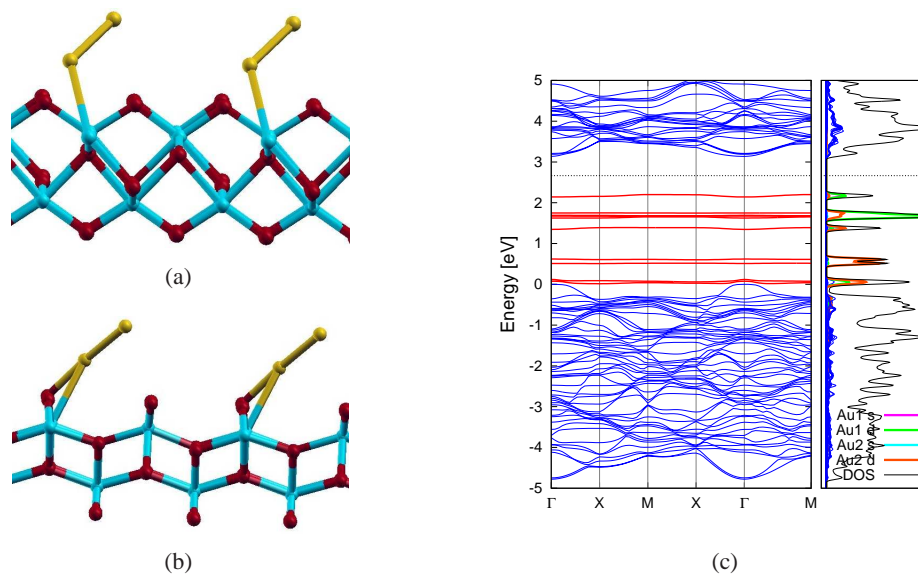 (a)
(b)
Energy [eV]
5
4
3
2
1
0
-1
-2
-3
-4
-5
Γ X M X Γ M
Au1 s
Au1 d
Au2 s
Au2 d
DOS
(c)